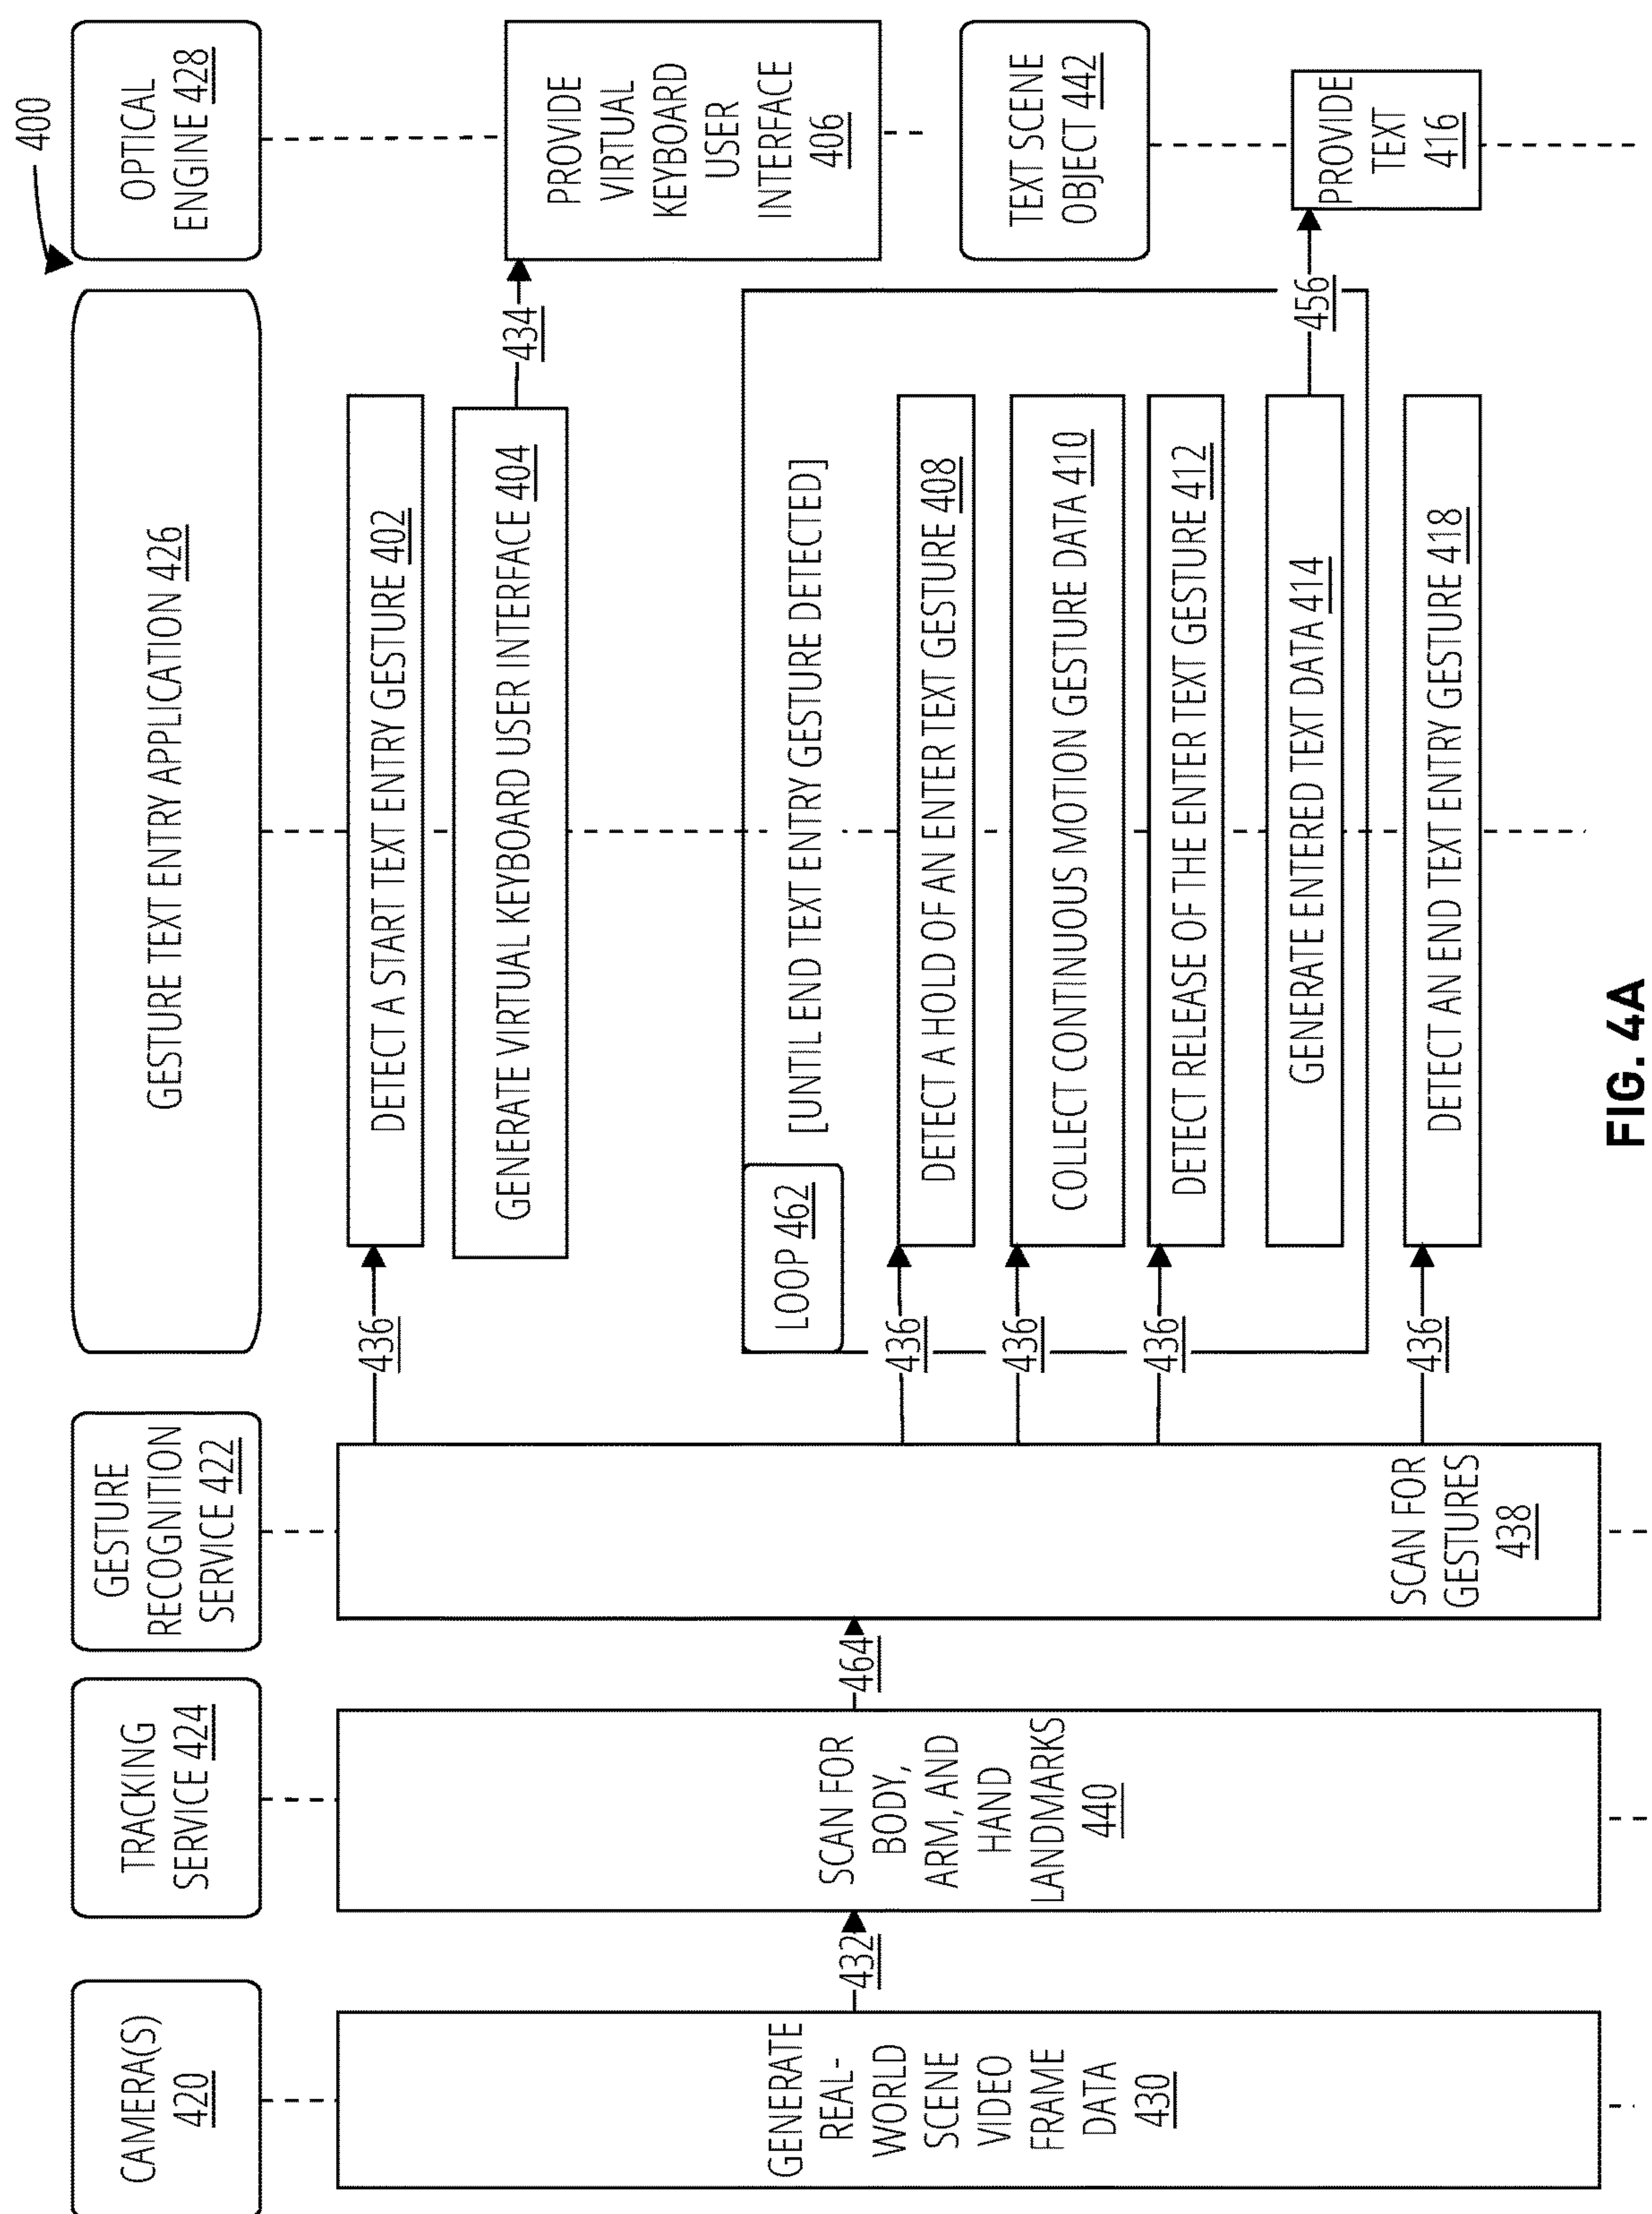 400
CAMERA(S)
420
TRACKING
SERVICE 424
GESTURE
RECOGNITION
SERVICE 422
GESTURE TEXT ENTRY APPLICATION 426
OPTICAL
ENGINE 428
GENERATE
REAL-
WORLD
SCENE
VIDEO
FRAME
DATA
430
432
SCAN FOR
BODY,
ARM, AND
HAND
LANDMARKS
440
464
SCAN FOR
GESTURES
438
436
DETECT A START TEXT ENTRY GESTURE 402
GENERATE VIRTUAL KEYBOARD USER INTERFACE 404
434
PROVIDE
VIRTUAL
KEYBOARD
USER
INTERFACE
406
LOOP 462
[UNTIL END TEXT ENTRY GESTURE DETECTED]
TEXT SCENE
OBJECT 442
436
DETECT A HOLD OF AN ENTER TEXT GESTURE 408
436
COLLECT CONTINUOUS MOTION GESTURE DATA 410
436
DETECT RELEASE OF THE ENTER TEXT GESTURE 412
GENERATE ENTERED TEXT DATA 414
456
PROVIDE
TEXT
416
436
DETECT AN END TEXT ENTRY GESTURE 418
FIG. 4A